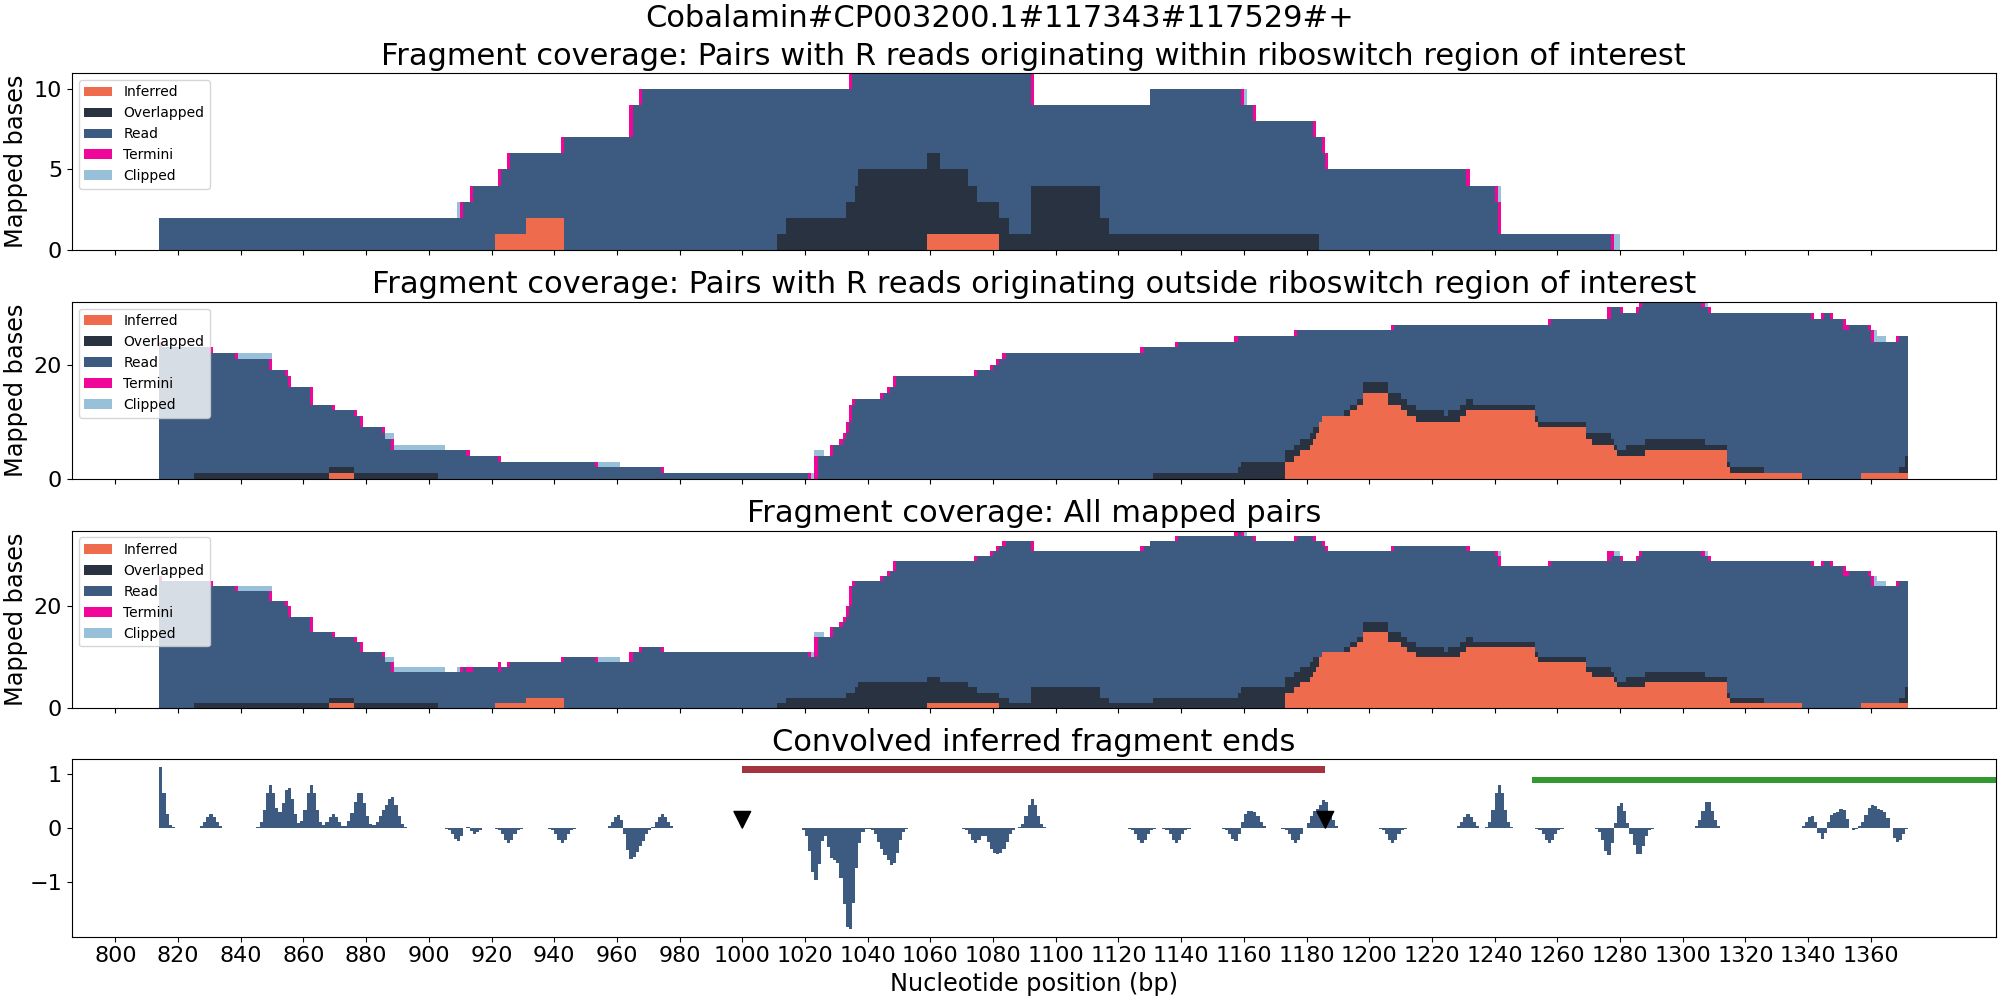 Cobalamin#CP003200.1#117343#117529#+
Fragment coverage: Pairs with R reads originating within riboswitch region of interest
Mapped bases
10
5
0
Inferred
Overlapped
Read
Termini
Clipped
Fragment coverage: Pairs with R reads originating outside riboswitch region of interest
Mapped bases
20
0
Inferred
Overlapped
Read
Termini
Clipped
Fragment coverage: All mapped pairs
Mapped bases
20
0
Inferred
Overlapped
Read
Termini
Clipped
Convolved inferred fragment ends
1
0
−1
800 820 840 860 880 900 920 940 960 980 1000 1020 1040 1060 1080 1100 1120 1140 1160 1180 1200 1220 1240 1260 1280 1300 1320 1340 1360
Nucleotide position (bp)